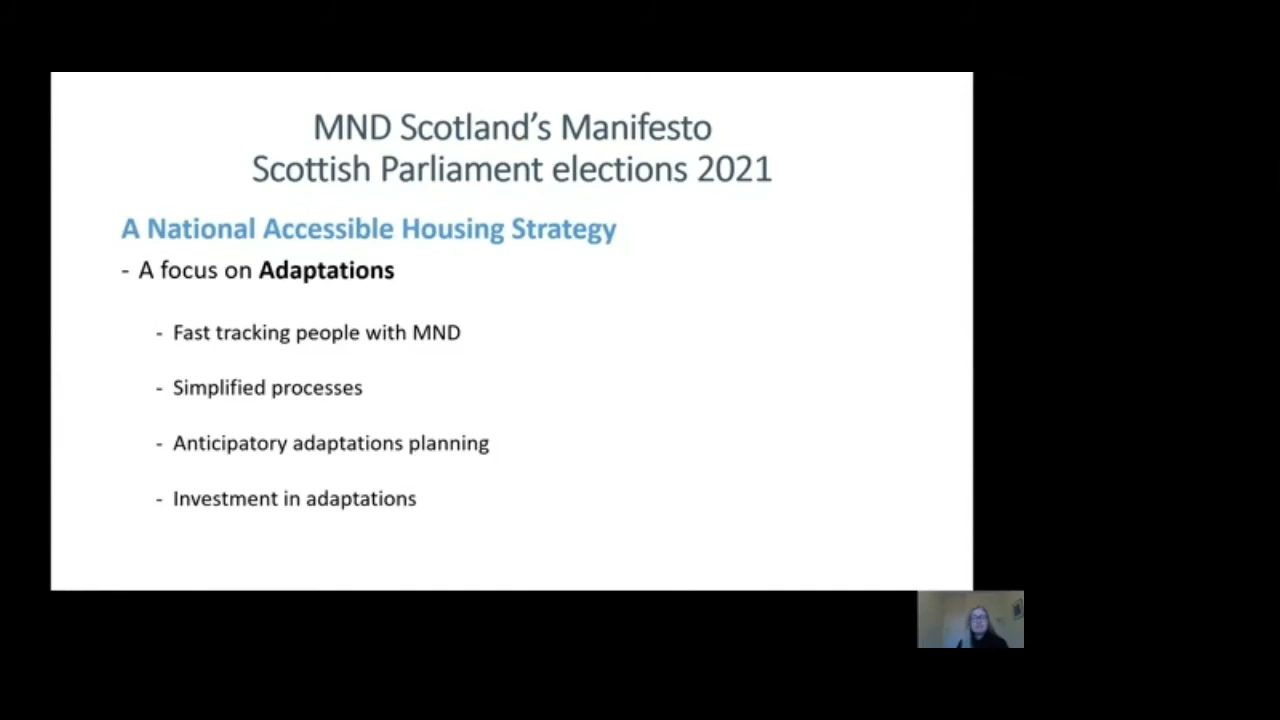 MND Scotland's Manifesto
Scottish Parliament elections 2021
A National Accessible Housing Strategy
- A focus on Adaptations
- Fast tracking people with MND
- Simplified processes
- Anticipatory adaptations planning
- Investment in adaptations